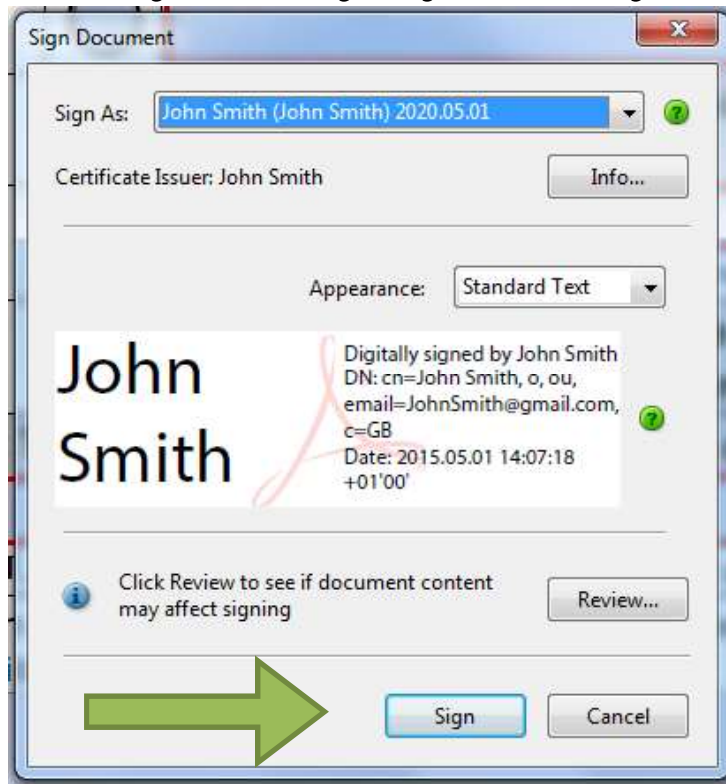 Sign Document
Sign As: John Smith (John Smith) 2020.05.01
Certificate Issuer: John Smith Info...
Appearance: Standard Text
John
Smith
Digitally signed by John Smith
DN: cn=John Smith, o, ou,
email=JohnSmith@gmail.com,
c=GB
Date: 2015.05.01 14:07:18
+01'00'
Click Review to see if document content
may affect signing
Review...
Sign Cancel